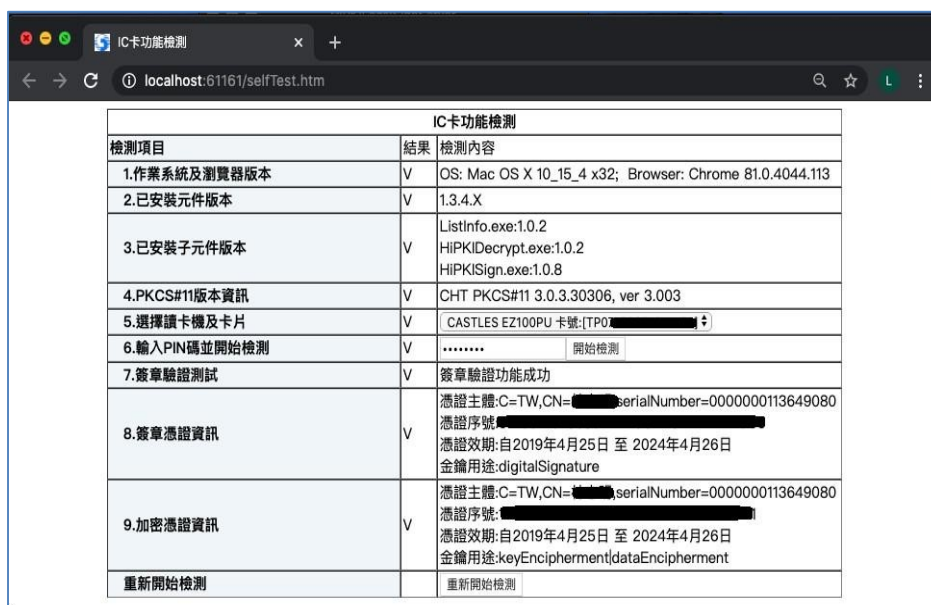 IC卡功能檢測
localhost:61161/selfTest.htm
L
IC卡功能檢測
檢測項目 結果 檢測內容
1.作業系統及瀏覽器版本 V OS: Mac OS X 10_15_4 x32; Browser: Chrome 81.0.4044.113
2.已安裝元件版本 V 1.3.4.X
3.已安裝子元件版本 V
ListInfo.exe:1.0.2
HiPKIDecrypt.exe:1.0.2
HiPKISign.exe:1.0.8
4.PKCS#11版本資訊 V CHT PKCS#11 3.0.3.30306, ver 3.003
5.選擇讀卡機及卡片 V CASTLES EZ100PU 卡號:[TP07
6.輸入PIN碼並開始檢測 V •••••••• 開始檢測
7.簽章驗證測試 V 簽章驗證功能成功
8.簽章憑證資訊 V
憑證主體:C=TW,CN= serialNumber=0000000113649080
憑證序號:
憑證效期:自2019年4月25日 至 2024年4月26日
金鑰用途:digitalSignature
9.加密憑證資訊 V
憑證主體:C=TW,CN= ,serialNumber=0000000113649080
憑證序號:
憑證效期:自2019年4月25日 至 2024年4月26日
金鑰用途:keyEncipherment|dataEncipherment
重新開始檢測 重新開始檢測